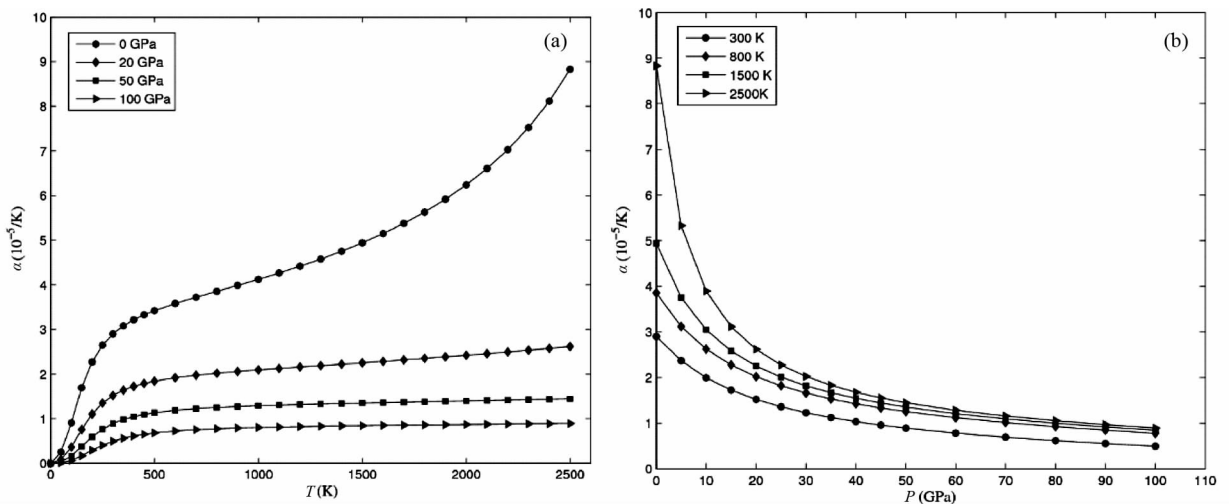 (a)
0 GPa
20 GPa
50 GPa
100 GPa
α (10⁻⁵/K)
10
9
8
7
6
5
4
3
2
1
0
0 500 1000 1500 2000 2500
T (K)
(b)
300 K
800 K
1500 K
2500K
α (10⁻⁵/K)
10
9
8
7
6
5
4
3
2
1
0
0 10 20 30 40 50 60 70 80 90 100 110
P (GPa)